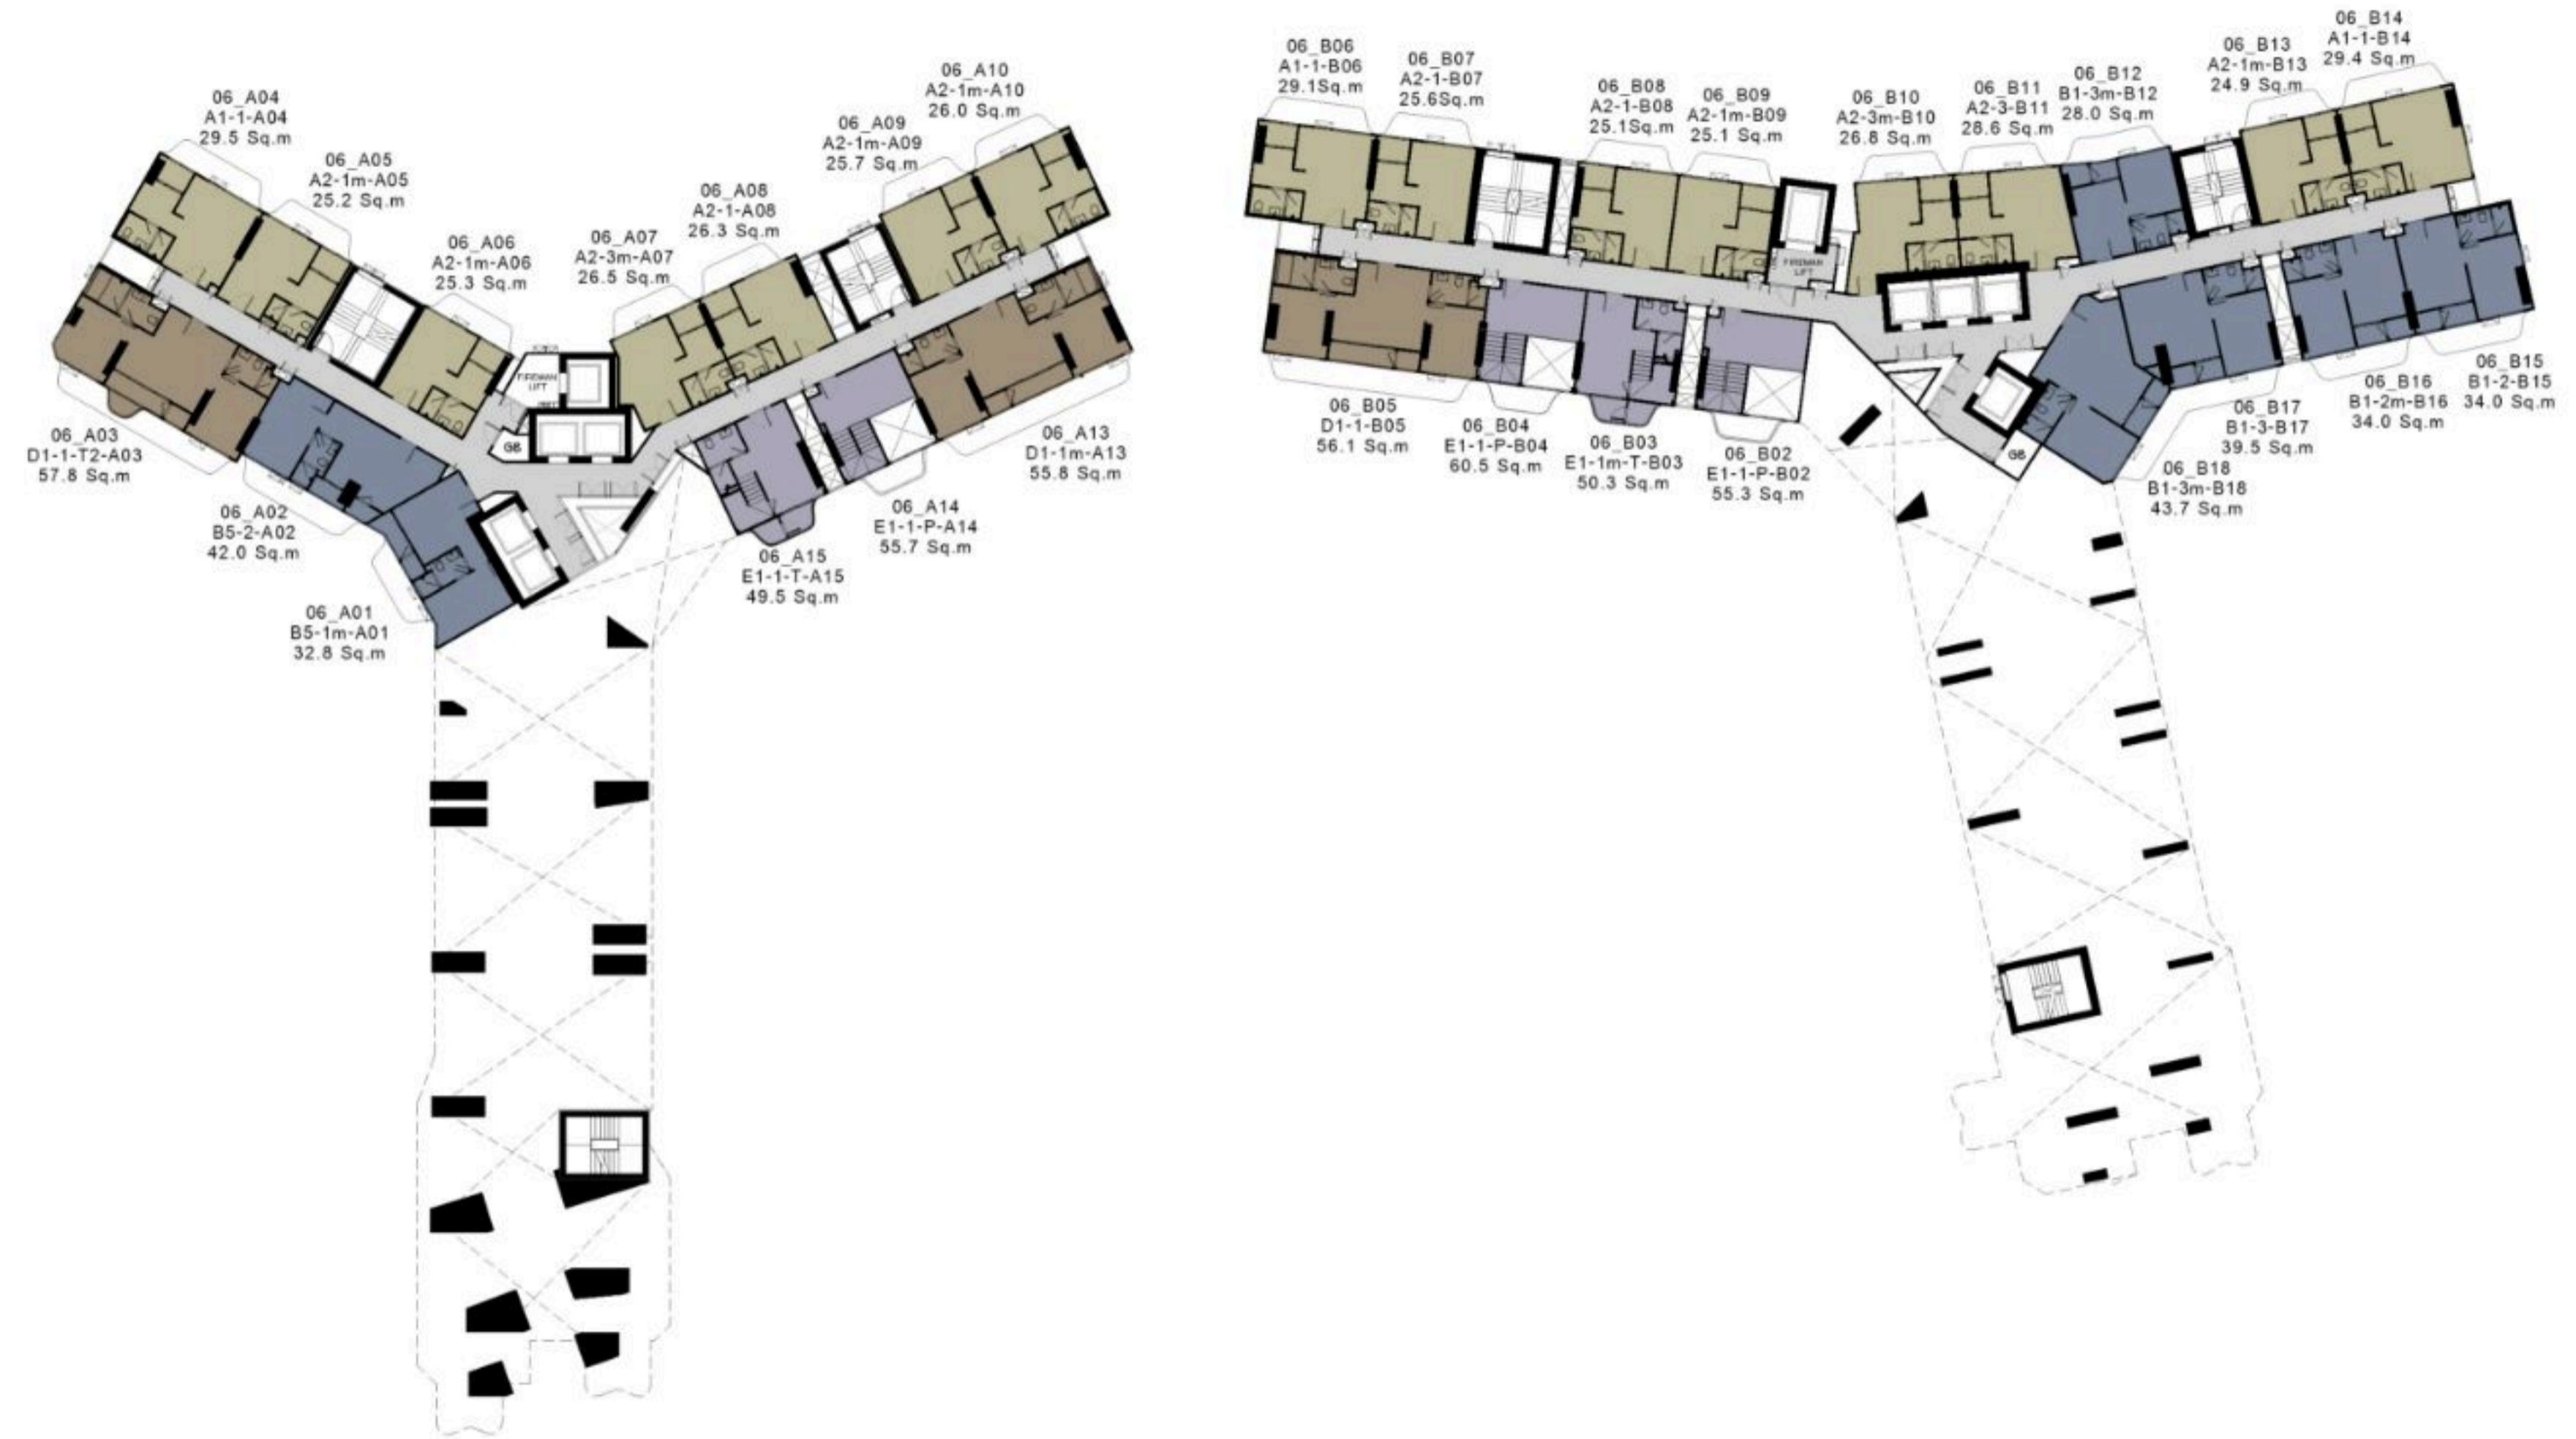 06_A04
A1-1-A04
29.5 Sq.m
06_A05
A2-1m-A05
25.2 Sq.m
06_A06
A2-1m-A06
25.3 Sq.m
06_A07
A2-3m-A07
26.5 Sq.m
06_A08
A2-1-A08
26.3 Sq.m
06_A09
A2-1m-A09
25.7 Sq.m
06_A10
A2-1m-A10
26.0 Sq.m
FIREMAN
LIFT
GB
06_A03
D1-1-T2-A03
57.8 Sq.m
06_A02
B5-2-A02
42.0 Sq.m
06_A01
B5-1m-A01
32.8 Sq.m
06_A15
E1-1-T-A15
49.5 Sq.m
06_A14
E1-1-P-A14
55.7 Sq.m
06_A13
D1-1m-A13
55.8 Sq.m
06_B06
A1-1-B06
29.1Sq.m
06_B07
A2-1-B07
25.6Sq.m
06_B08
A2-1-B08
25.1Sq.m
06_B09
A2-1m-B09
25.1 Sq.m
06_B10
A2-3m-B10
26.8 Sq.m
06_B11
A2-3-B11
28.6 Sq.m
06_B12
B1-3m-B12
28.0 Sq.m
06_B13
A2-1m-B13
24.9 Sq.m
06_B14
A1-1-B14
29.4 Sq.m
FIREMAN
LIFT
06_B05
D1-1-B05
56.1 Sq.m
06_B04
E1-1-P-B04
60.5 Sq.m
06_B03
E1-1m-T-B03
50.3 Sq.m
06_B02
E1-1-P-B02
55.3 Sq.m
GB
06_B18
B1-3m-B18
43.7 Sq.m
06_B17
B1-3-B17
39.5 Sq.m
06_B16
B1-2m-B16
34.0 Sq.m
06_B15
B1-2-B15
34.0 Sq.m